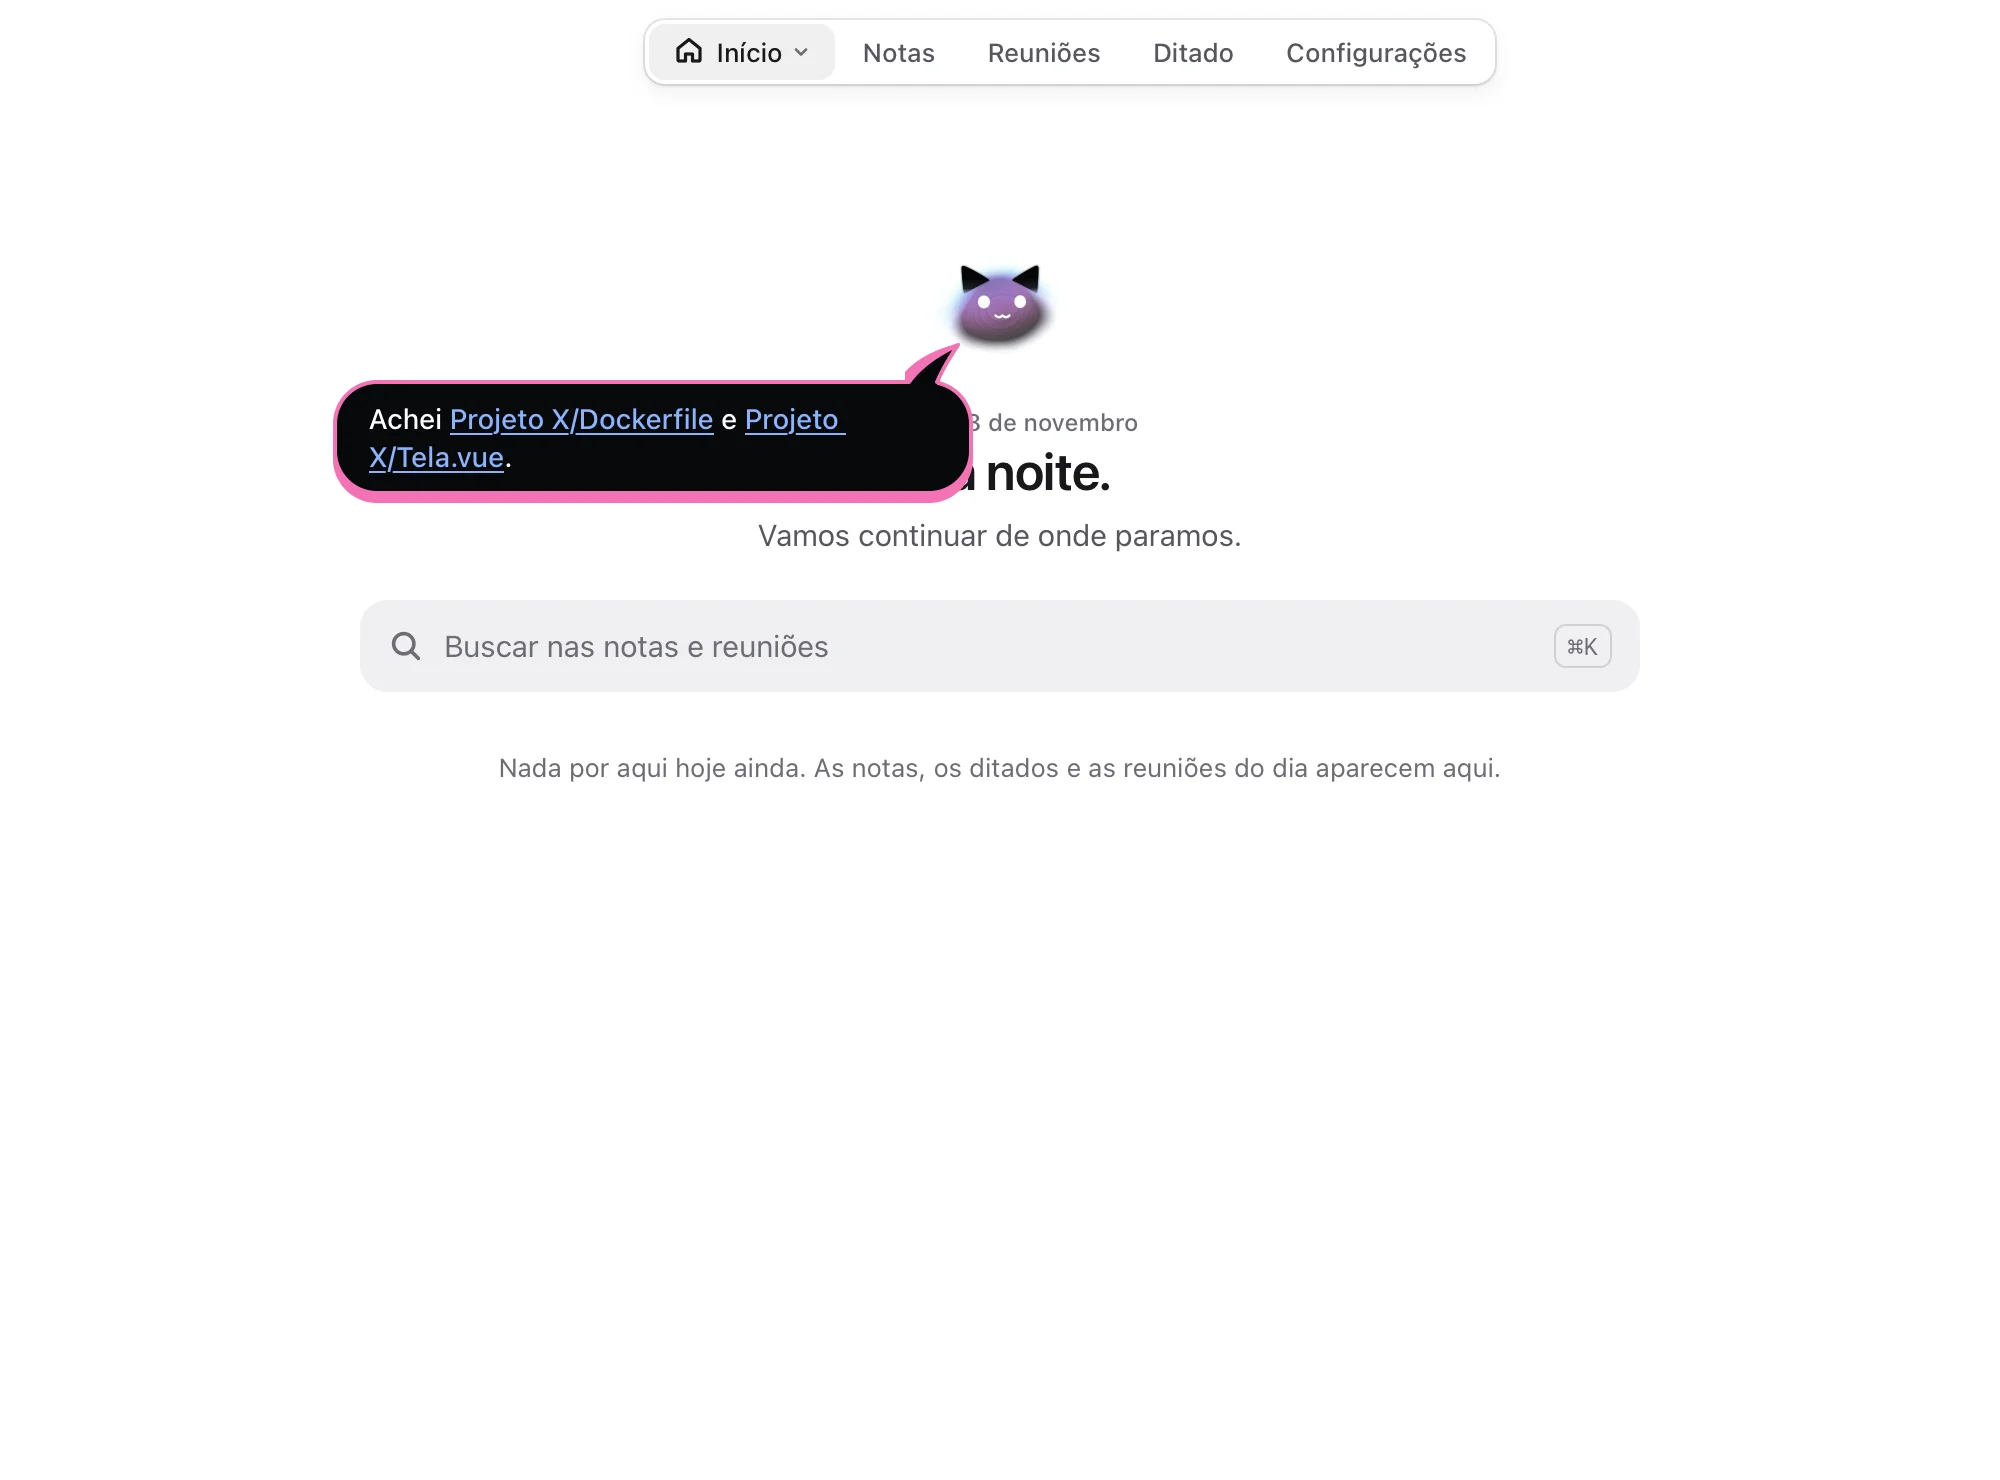 Início Notas Reuniões Ditado Configurações
Achei Projeto X/Dockerfile e Projeto
X/Tela.vue.
de novembro
noite.
Vamos continuar de onde paramos.
Buscar nas notas e reuniões ⌘K
Nada por aqui hoje ainda. As notas, os ditados e as reuniões do dia aparecem aqui.